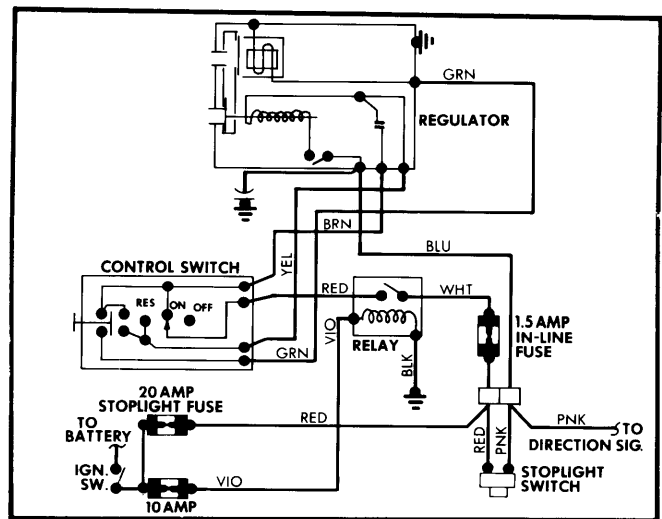 GRN
REGULATOR
BRN
YEL
BLU
CONTROL SWITCH
RES
ON
OFF
RED
WHT
VIO
RELAY
BLK
GRN
1.5 AMP
IN-LINE
FUSE
20 AMP
STOPLIGHT FUSE
TO
BATTERY
RED
PNK
TO
DIRECTION SIG.
RED
PNK
IGN.
SW.
VIO
10 AMP
STOPLIGHT
SWITCH